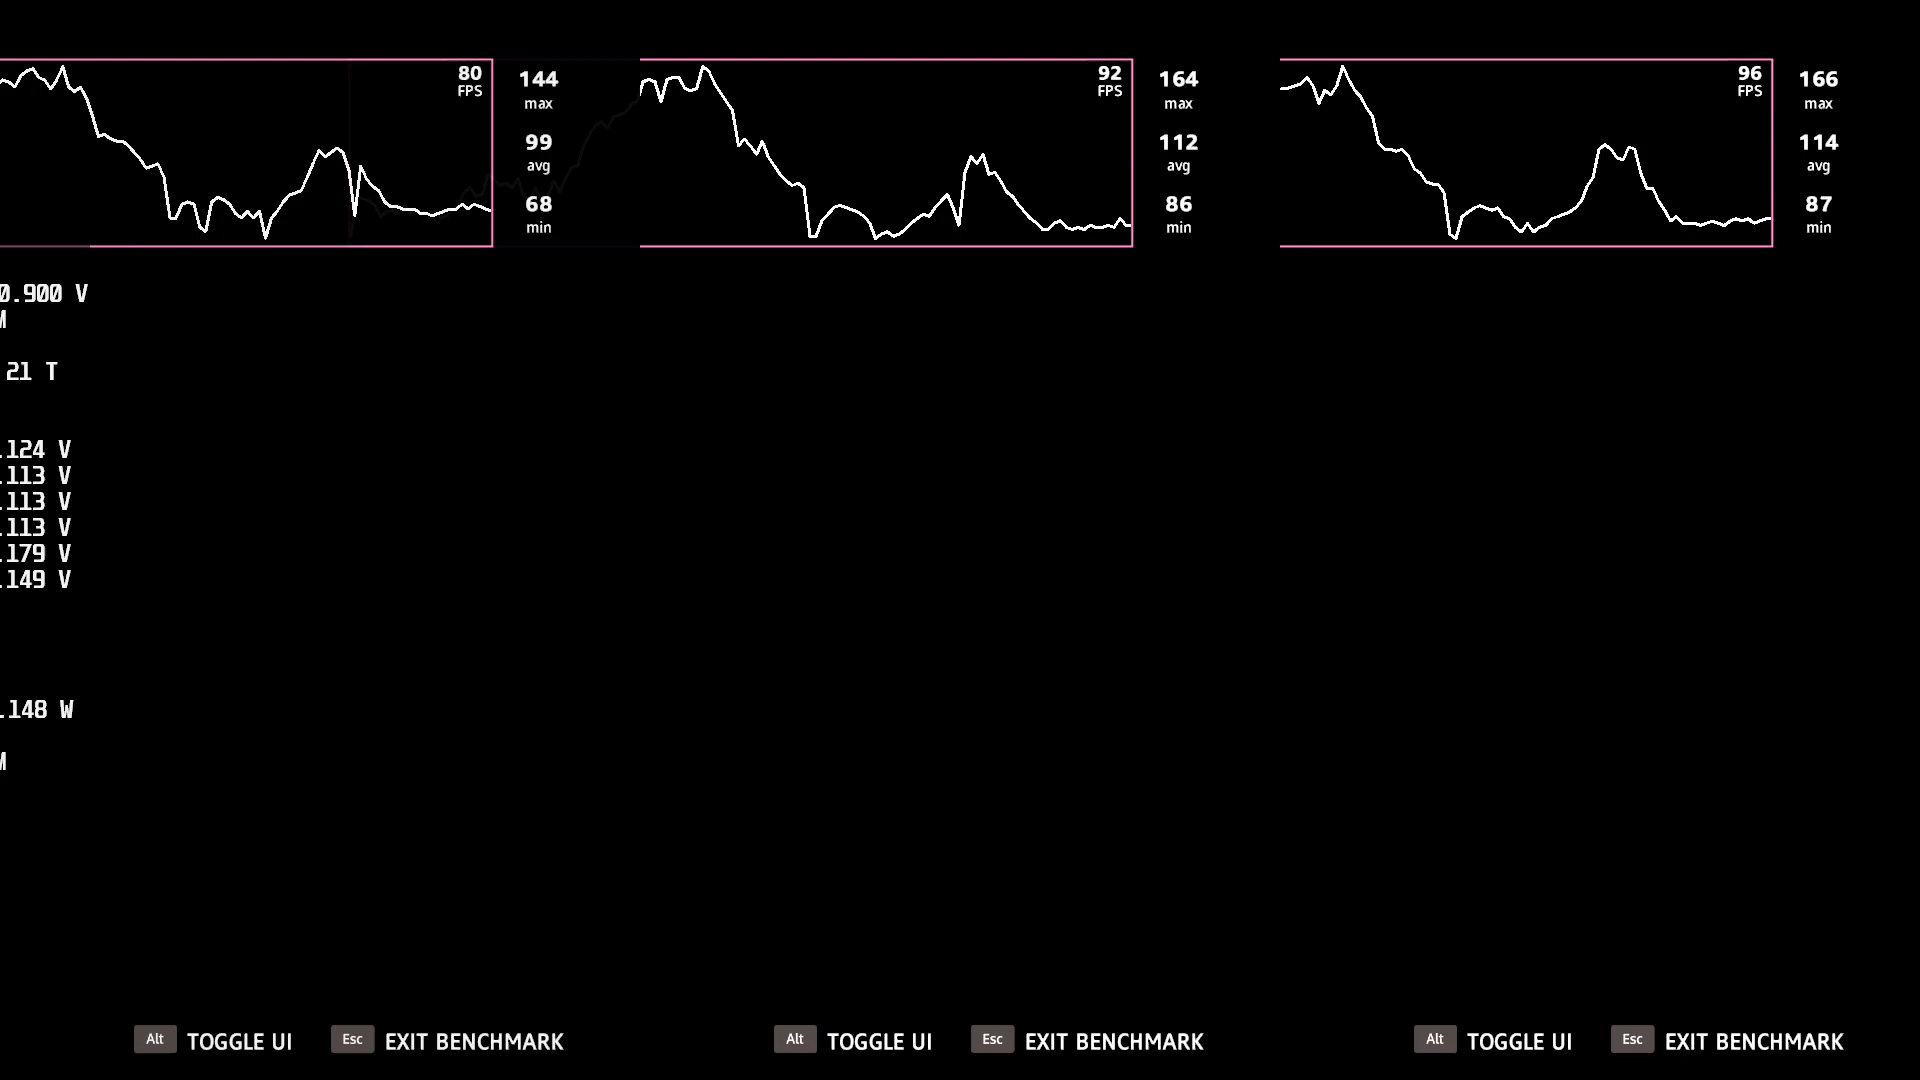 80
FPS
144
max
99
avg
68
min
92
FPS
164
max
112
avg
86
min
96
FPS
166
max
114
avg
87
min
0.900 V
M
21 T
.124 V
.113 V
.113 V
.113 V
.179 V
.149 V
.148 W
M
Alt TOGGLE UI Esc EXIT BENCHMARK
Alt TOGGLE UI Esc EXIT BENCHMARK
Alt TOGGLE UI Esc EXIT BENCHMARK